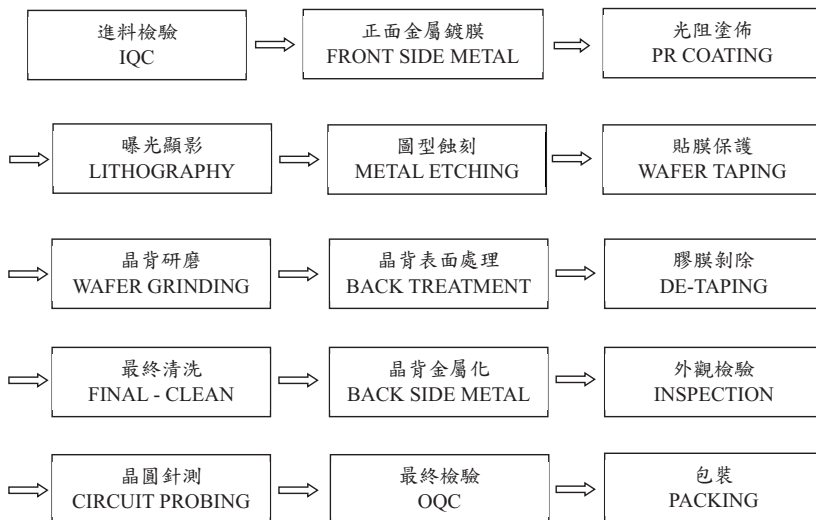 進料檢驗
IQC
正面金屬鍍膜
FRONT SIDE METAL
光阻塗佈
PR COATING
曝光顯影
LITHOGRAPHY
圖型蝕刻
METAL ETCHING
貼膜保護
WAFER TAPING
晶背研磨
WAFER GRINDING
晶背表面處理
BACK TREATMENT
膠膜剝除
DE-TAPING
最終清洗
FINAL - CLEAN
晶背金屬化
BACK SIDE METAL
外觀檢驗
INSPECTION
晶圓針測
CIRCUIT PROBING
最終檢驗
OQC
包裝
PACKING